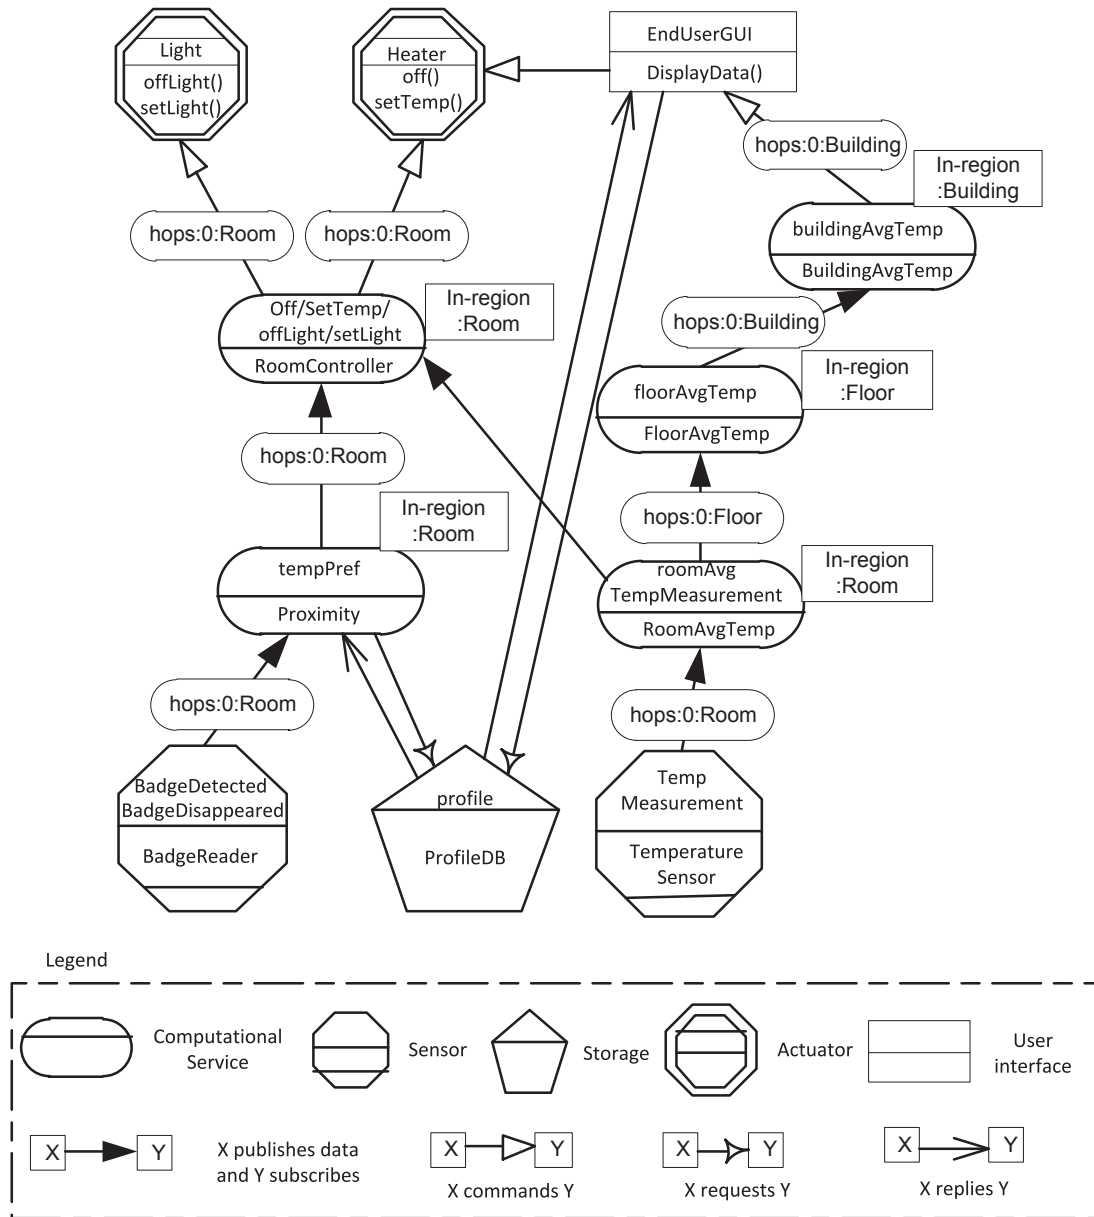 Light
offLight()
setLight()
Heater
off()
setTemp()
EndUserGUI
DisplayData()
hops:0:Building
In-region
:Building
buildingAvgTemp
BuildingAvgTemp
hops:0:Room
hops:0:Room
In-region
:Room
Off/SetTemp/
offLight/setLight
RoomController
hops:0:Building
In-region
:Floor
floorAvgTemp
FloorAvgTemp
hops:0:Room
In-region
:Room
hops:0:Floor
tempPref
Proximity
In-region
:Room
roomAvg
TempMeasurement
RoomAvgTemp
hops:0:Room
hops:0:Room
BadgeDetected
BadgeDisappeared
BadgeReader
profile
ProfileDB
Temp
Measurement
Temperature
Sensor
Legend
Computational
Service
Sensor
Storage
Actuator
User
interface
X
Y
X publishes data
and Y subscribes
X
Y
X commands Y
X
Y
X requests Y
X
Y
X replies Y